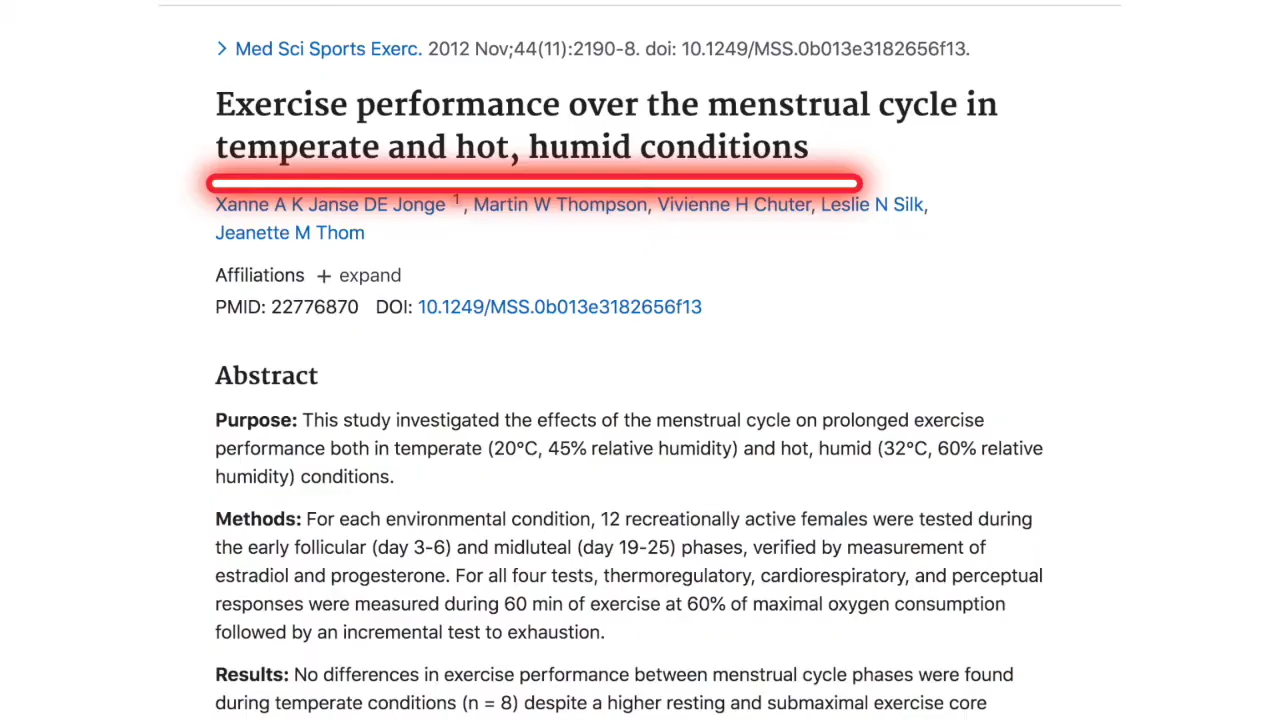 > Med Sci Sports Exerc. 2012 Nov;44(11):2190-8. doi: 10.1249/MSS.0b013e3182656f13.
Exercise performance over the menstrual cycle in
temperate and hot, humid conditions
Xanne A K Janse DE Jonge 1, Martin W Thompson, Vivienne H Chuter, Leslie N Silk,
Jeanette M Thom
Affiliations + expand
PMID: 22776870 DOI: 10.1249/MSS.0b013e3182656f13
Abstract
Purpose: This study investigated the effects of the menstrual cycle on prolonged exercise
performance both in temperate (20°C, 45% relative humidity) and hot, humid (32°C, 60% relative
humidity) conditions.
Methods: For each environmental condition, 12 recreationally active females were tested during
the early follicular (day 3-6) and midluteal (day 19-25) phases, verified by measurement of
estradiol and progesterone. For all four tests, thermoregulatory, cardiorespiratory, and perceptual
responses were measured during 60 min of exercise at 60% of maximal oxygen consumption
followed by an incremental test to exhaustion.
Results: No differences in exercise performance between menstrual cycle phases were found
during temperate conditions (n = 8) despite a higher resting and submaximal exercise core